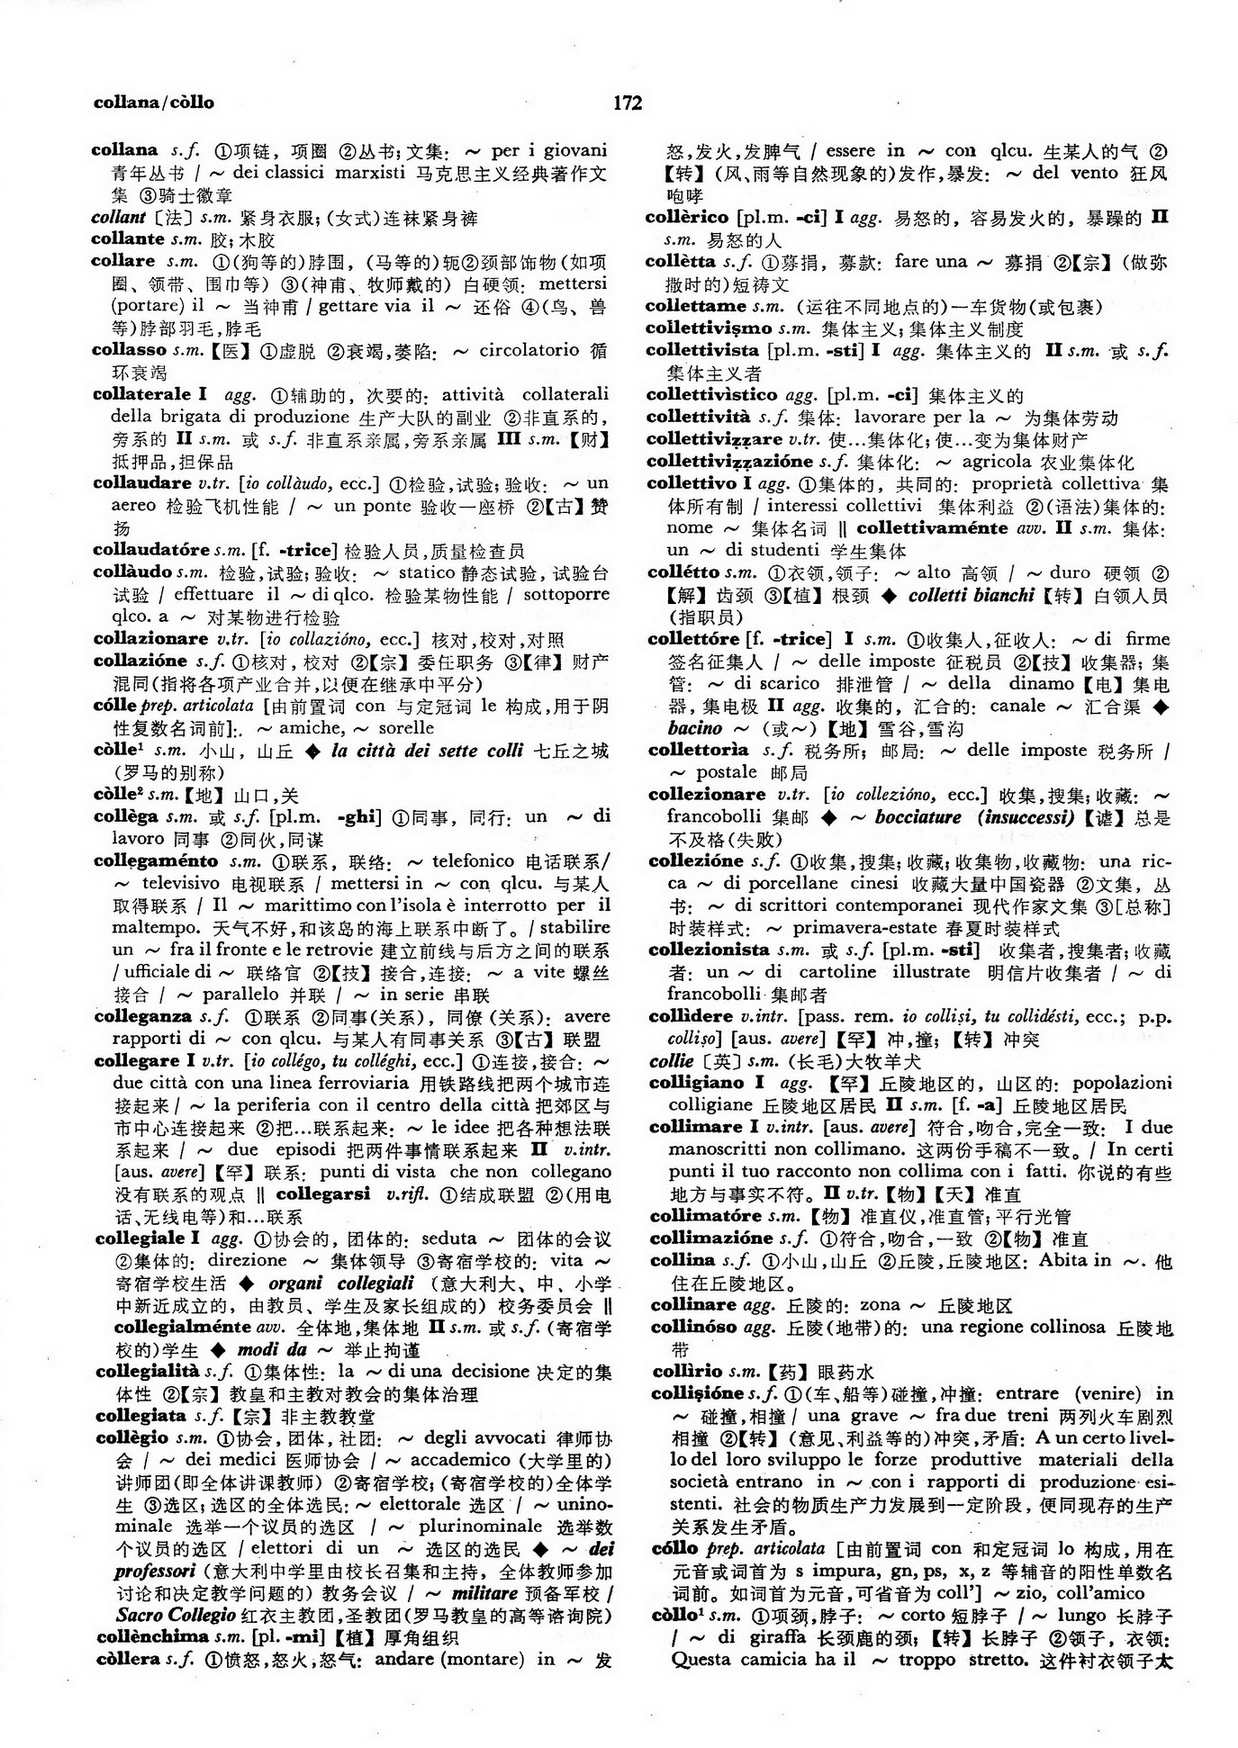 collana/còllo
172
collana s.f. ①项链, 项圈 ②丛书;文集: ～ per i giovani
青年丛书 / ～ dei classici marxisti 马克思主义经典著作文
集 ③骑士徽章
collant〔法〕s.m. 紧身衣服;(女式)连袜紧身裤
collante s.m. 胶;木胶
collare s.m. ①(狗等的)脖围, (马等的)轭②颈部饰物(如项
圈、领带、围巾等) ③(神甫、牧师戴的) 白硬领: mettersi
(portare) il ～ 当神甫 / gettare via il ～ 还俗 ④(鸟、兽
等)脖部羽毛,脖毛
collasso s.m.【医】①虚脱 ②衰竭,萎陷: ～ circolatorio 循
环衰竭
collaterale I agg. ①辅助的, 次要的: attività collaterali
della brigata di produzione 生产大队的副业 ②非直系的,
旁系的 II s.m. 或 s.f. 非直系亲属,旁系亲属 III s.m.【财】
抵押品,担保品
collaudare v.tr. [io collàudo, ecc.] ①检验,试验;验收: ～ un
aereo 检验飞机性能 / ～ un ponte 验收一座桥 ②【古】赞
扬
collaudatóre s.m. [f. -trice] 检验人员,质量检查员
collàudo s.m. 检验,试验;验收: ～ statico 静态试验, 试验台
试验 / effettuare il ～ di qlco. 检验某物性能 / sottoporre
qlco. a ～ 对某物进行检验
collazionare v.tr. [io collazióno, ecc.] 核对,校对,对照
collazióne s.f. ①核对, 校对 ②【宗】委任职务 ③【律】财产
混同(指将各项产业合并,以便在继承中平分)
cólle prep. articolata [由前置词 con 与定冠词 le 构成,用于阴
性复数名词前]: ～ amiche, ～ sorelle
còlle¹ s.m. 小山, 山丘 ◆ la città dei sette colli 七丘之城
(罗马的别称)
còlle² s.m.【地】山口,关
collèga s.m. 或 s.f. [pl.m. -ghi] ①同事, 同行: un ～ di
lavoro 同事 ②同伙,同谋
collegaménto s.m. ①联系, 联络: ～ telefonico 电话联系/
～ televisivo 电视联系 / mettersi in ～ con qlcu. 与某人
取得联系 / Il ～ marittimo con l'isola è interrotto per il
maltempo. 天气不好,和该岛的海上联系中断了。/ stabilire
un ～ fra il fronte e le retrovie 建立前线与后方之间的联系
/ ufficiale di ～ 联络官 ②【技】接合,连接: ～ a vite 螺丝
接合 / ～ parallelo 并联 / ～ in serie 串联
colleganza s.f. ①联系 ②同事(关系), 同僚 (关系): avere
rapporti di ～ con qlcu. 与某人有同事关系 ③【古】联盟
collegare I v.tr. [io collégo, tu colléghi, ecc.] ①连接,接合: ～
due città con una linea ferroviaria 用铁路线把两个城市连
接起来 / ～ la periferia con il centro della città 把郊区与
市中心连接起来 ②把…联系起来: ～ le idee 把各种想法联
系起来 / ～ due episodi 把两件事情联系起来 II v.intr.
[aus. avere]【罕】联系: punti di vista che non collegano
没有联系的观点 ‖ collegarsi v.rifl. ①结成联盟 ②(用电
话、无线电等)和…联系
collegiale I agg. ①协会的, 团体的: seduta ～ 团体的会议
②集体的: direzione ～ 集体领导 ③寄宿学校的: vita ～
寄宿学校生活 ◆ organi collegiali (意大利大、中、小学
中新近成立的, 由教员、学生及家长组成的) 校务委员会 ‖
collegialménte avv. 全体地,集体地 II s.m. 或 s.f. (寄宿学
校的)学生 ◆ modi da ～ 举止拘谨
collegialità s.f. ①集体性: la ～ di una decisione 决定的集
体性 ②【宗】教皇和主教对教会的集体治理
collegiata s.f.【宗】非主教教堂
collègio s.m. ①协会, 团体, 社团: ～ degli avvocati 律师协
会 / ～ dei medici 医师协会 / ～ accademico (大学里的)
讲师团(即全体讲课教师) ②寄宿学校;(寄宿学校的)全体学
生 ③选区;选区的全体选民: ～ elettorale 选区 / ～ unino-
minale 选举一个议员的选区 / ～ plurinominale 选举数
个议员的选区 / elettori di un ～ 选区的选民 ◆ ～ dei
professori (意大利中学里由校长召集和主持, 全体教师参加
讨论和决定教学问题的) 教务会议 / ～ militare 预备军校 /
Sacro Collegio 红衣主教团,圣教团(罗马教皇的高等谘询院)
collènchima s.m. [pl. -mi]【植】厚角组织
còllera s.f. ①愤怒,怒火,怒气: andare (montare) in ～ 发
怒,发火,发脾气 / essere in ～ con qlcu. 生某人的气 ②
【转】(风、雨等自然现象的)发作,暴发: ～ del vento 狂风
咆哮
collèrico [pl.m. -ci] I agg. 易怒的, 容易发火的, 暴躁的 II
s.m. 易怒的人
collètta s.f. ①募捐, 募款: fare una ～ 募捐 ②【宗】(做弥
撒时的)短祷文
collettame s.m. (运往不同地点的)一车货物(或包裹)
collettivișmo s.m. 集体主义;集体主义制度
collettivista [pl.m. -sti] I agg. 集体主义的 II s.m. 或 s.f.
集体主义者
collettivìstico agg. [pl.m. -ci] 集体主义的
collettività s.f. 集体: lavorare per la ～ 为集体劳动
collettivizzare v.tr. 使…集体化;使…变为集体财产
collettivizzazióne s.f. 集体化: ～ agricola 农业集体化
collettivo I agg. ①集体的, 共同的: proprietà collettiva 集
体所有制 / interessi collettivi 集体利益 ②(语法)集体的:
nome ～ 集体名词 ‖ collettivaménte avv. II s.m. 集体:
un ～ di studenti 学生集体
collétto s.m. ①衣领,领子: ～ alto 高领 / ～ duro 硬领 ②
【解】齿颈 ③【植】根颈 ◆ colletti bianchi【转】白领人员
(指职员)
collettóre [f. -trice] I s.m. ①收集人,征收人: ～ di firme
签名征集人 / ～ delle imposte 征税员 ②【技】收集器; 集
管: ～ di scarico 排泄管 / ～ della dinamo【电】集电
器, 集电极 II agg. 收集的, 汇合的: canale ～ 汇合渠 ◆
bacino ～ (或～)【地】雪谷,雪沟
collettorìa s.f. 税务所; 邮局: ～ delle imposte 税务所 /
～ postale 邮局
collezionare v.tr. [io collezióno, ecc.] 收集,搜集;收藏: ～
francobolli 集邮 ◆ ～ bocciature (insuccessi)【谑】总是
不及格(失败)
collezióne s.f. ①收集,搜集;收藏;收集物,收藏物: una ric-
ca ～ di porcellane cinesi 收藏大量中国瓷器 ②文集, 丛
书: ～ di scrittori contemporanei 现代作家文集 ③[总称]
时装样式: ～ primavera-estate 春夏时装样式
collezionista s.m. 或 s.f. [pl.m. -sti] 收集者,搜集者;收藏
者: un ～ di cartoline illustrate 明信片收集者 / ～ di
francobolli 集邮者
collìdere v.intr. [pass. rem. io colliși, tu collidésti, ecc.; p.p.
collișo] [aus. avere]【罕】冲,撞;【转】冲突
collie〔英〕s.m. (长毛)大牧羊犬
colligiano I agg. 【罕】丘陵地区的, 山区的: popolazioni
colligiane 丘陵地区居民 II s.m. [f. -a] 丘陵地区居民
collimare I v.intr. [aus. avere] 符合,吻合,完全一致: I due
manoscritti non collimano. 这两份手稿不一致。/ In certi
punti il tuo racconto non collima con i fatti. 你说的有些
地方与事实不符。II v.tr.【物】【天】准直
collimatóre s.m.【物】准直仪,准直管;平行光管
collimazióne s.f. ①符合,吻合,一致 ②【物】准直
collina s.f. ①小山,山丘 ②丘陵,丘陵地区: Abita in ～. 他
住在丘陵地区。
collinare agg. 丘陵的: zona ～ 丘陵地区
collinóso agg. 丘陵(地带)的: una regione collinosa 丘陵地
带
collìrio s.m.【药】眼药水
collișióne s.f. ①(车、船等)碰撞,冲撞: entrare (venire) in
～ 碰撞,相撞 / una grave ～ fra due treni 两列火车剧烈
相撞 ②【转】(意见、利益等的)冲突,矛盾: A un certo livel-
lo del loro sviluppo le forze produttive materiali della
società entrano in ～ con i rapporti di produzione esi-
stenti. 社会的物质生产力发展到一定阶段, 便同现存的生产
关系发生矛盾。
cóllo prep. articolata [由前置词 con 和定冠词 lo 构成, 用在
元音或词首为 s impura, gn, ps, x, z 等辅音的阳性单数名
词前。如词首为元音,可省音为 coll'] ～ zio, coll'amico
còllo¹ s.m. ①项颈,脖子: ～ corto 短脖子 / ～ lungo 长脖子
/ ～ di giraffa 长颈鹿的颈;【转】长脖子 ②领子, 衣领:
Questa camicia ha il ～ troppo stretto. 这件衬衣领子太